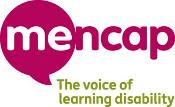 mencap
The voice of
learning disability